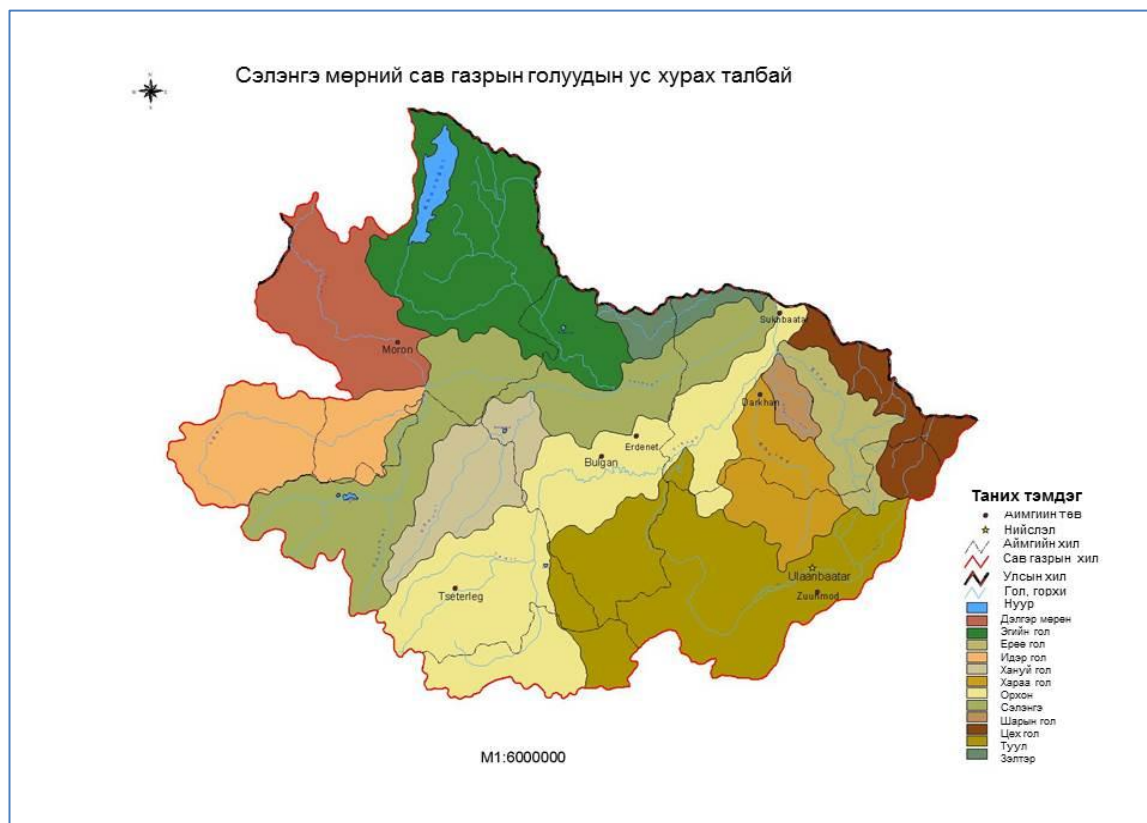 Сэлэнгэ мөрний сав газрын голуудын ус хурах талбай
Sukhbaatar
Moron
Darkhan
Erdenet
Bulgan
Ulaanbaatar
Tseterleg
Zuunmod
Таних тэмдэг
Аймгийн төв
Нийслэл
Аймгийн хил
Сав газрын хил
Улсын хил
Гол, горхи
Нуур
Дэлгэр мөрөн
Эгийн гол
Ерөө гол
Идэр гол
Хануй гол
Хараа гол
Орхон
Сэлэнгэ
Шарын гол
Цөх гол
Туул
Зэлтэр
М1:6000000